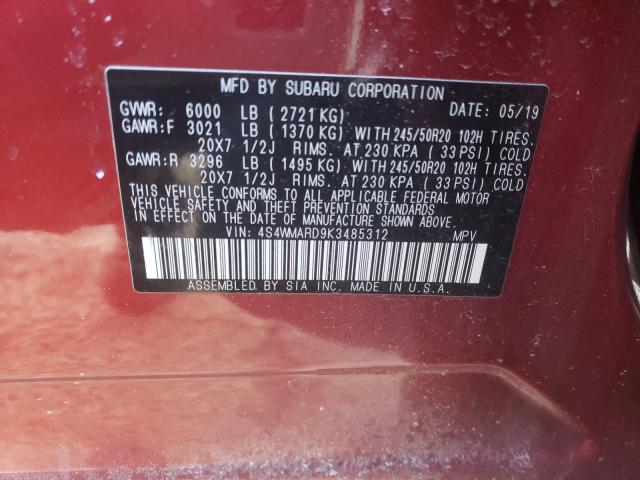 MFD BY SUBARU CORPORATION
GVWR: 6000 LB (2721 KG) DATE: 05/19
GAWR:F 3021 LB (1370 KG) WITH 245/50R20 102H TIRES.
20X7 1/2J RIMS. AT 230 KPA (33 PSI) COLD
GAWR:R 3296 LB (1495 KG) WITH 245/50R20 102H TIRES.
20X7 1/2J RIMS. AT 230 KPA (33 PSI) COLD
THIS VEHICLE CONFORMS TO ALL APPLICABLE FEDERAL MOTOR
VEHICLE SAFETY, BUMPER, AND THEFT PREVENTION STANDARDS
IN EFFECT ON THE DATE OF MANUFACTURE SHOWN ABOVE.
VIN: 4S4WMARD9K3485312 MPV
ASSEMBLED BY SIA INC. MADE IN U.S.A.